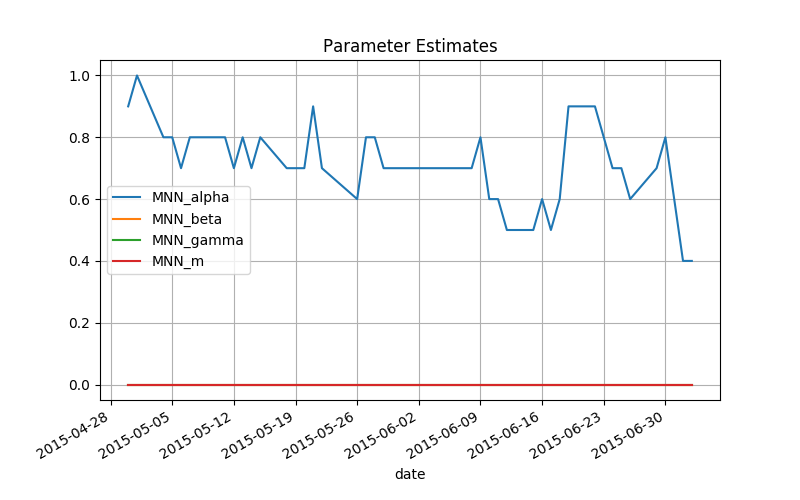 Parameter Estimates
1.0
0.8
0.6
0.4
0.2
0.0
MNN_alpha
MNN_beta
MNN_gamma
MNN_m
2015-04-28
2015-05-05
2015-05-12
2015-05-19
2015-05-26
2015-06-02
2015-06-09
2015-06-16
2015-06-23
2015-06-30
date